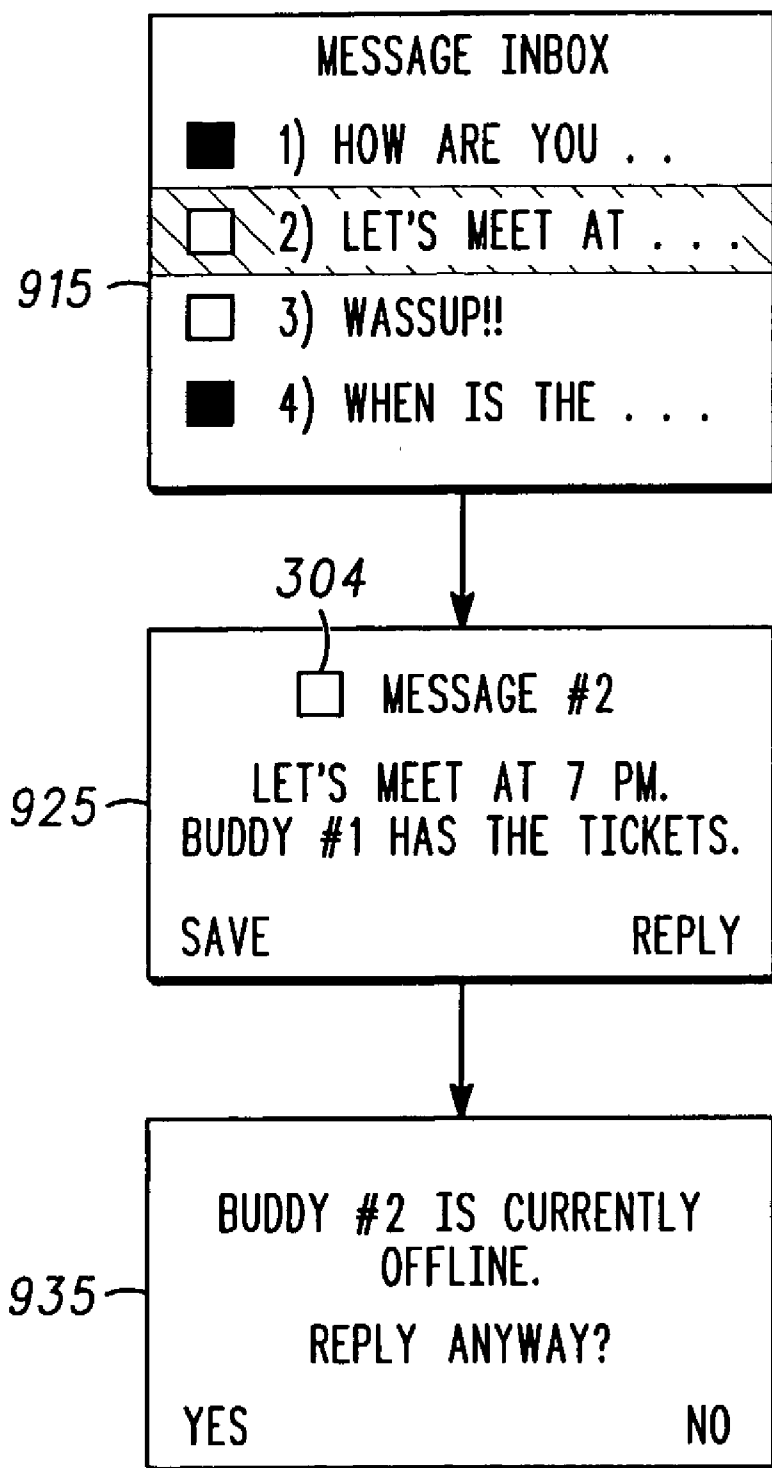 MESSAGE INBOX
1) HOW ARE YOU . .
2) LET'S MEET AT . . .
915
3) WASSUP!!
4) WHEN IS THE . . .
304
MESSAGE #2
925
LET'S MEET AT 7 PM.
BUDDY #1 HAS THE TICKETS.
SAVE REPLY
BUDDY #2 IS CURRENTLY
OFFLINE.
935
REPLY ANYWAY?
YES NO